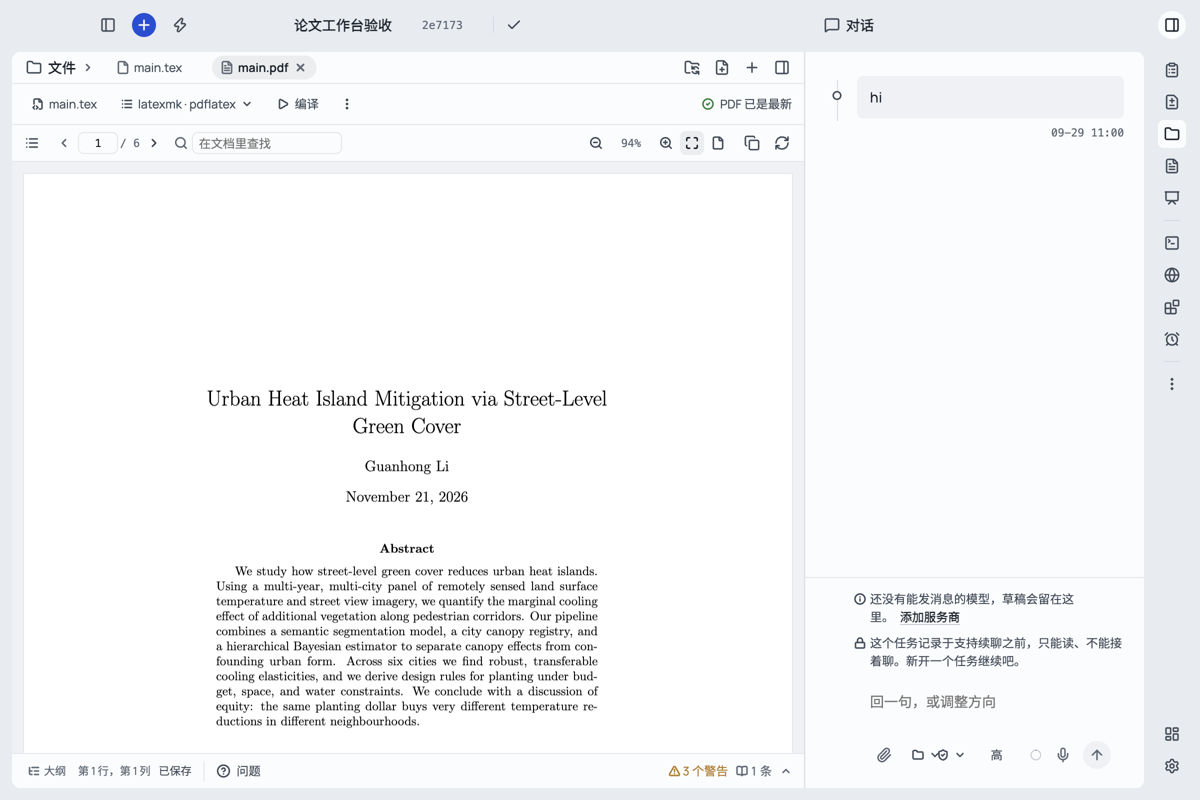 论文工作台验收 2e7173
对话
文件 main.tex main.pdf
main.tex latexmk·pdflatex 编译 PDF 已是最新
1 / 6 在文档里查找 94%
Urban Heat Island Mitigation via Street-Level
Green Cover
Guanhong Li
November 21, 2026
Abstract
We study how street-level green cover reduces urban heat islands.
Using a multi-year, multi-city panel of remotely sensed land surface
temperature and street view imagery, we quantify the marginal cooling
effect of additional vegetation along pedestrian corridors. Our pipeline
combines a semantic segmentation model, a city canopy registry, and
a hierarchical Bayesian estimator to separate canopy effects from con-
founding urban form. Across six cities we find robust, transferable
cooling elasticities, and we derive design rules for planting under bud-
get, space, and water constraints. We conclude with a discussion of
equity: the same planting dollar buys very different temperature re-
ductions in different neighbourhoods.
大纲 第1行，第1列 已保存 问题 3 个警告 1 条
hi
09-29 11:00
还没有能发消息的模型，草稿会留在这
里。 添加服务商
这个任务记录于支持续聊之前，只能读、不能接
着聊。新开一个任务继续吧。
回一句，或调整方向
高